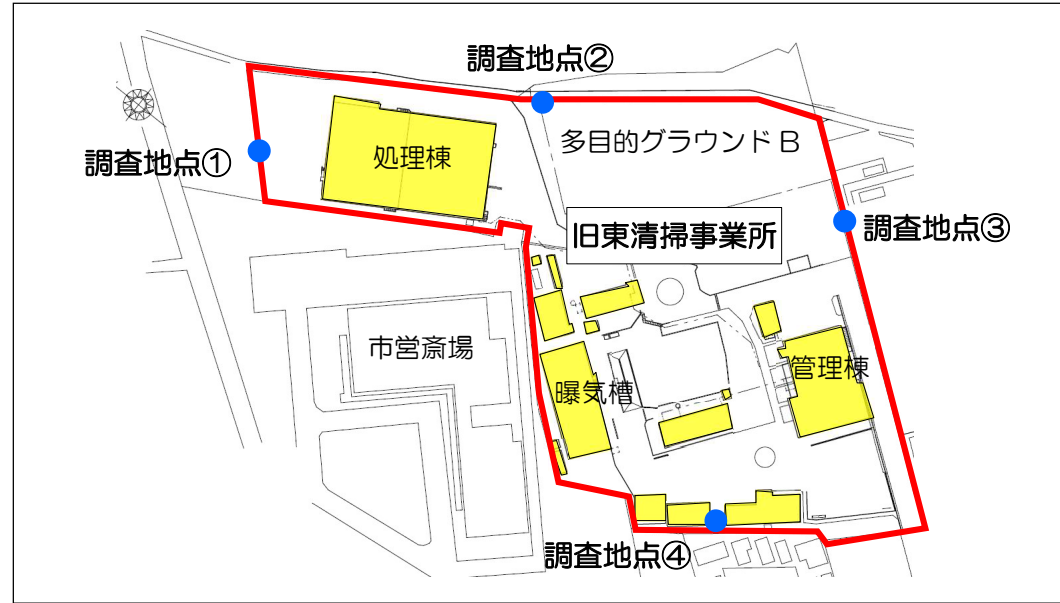 調査地点②
多目的グラウンドB
処理棟
調査地点①
旧東清掃事業所
調査地点③
市営斎場
曝気槽
管理棟
調査地点④